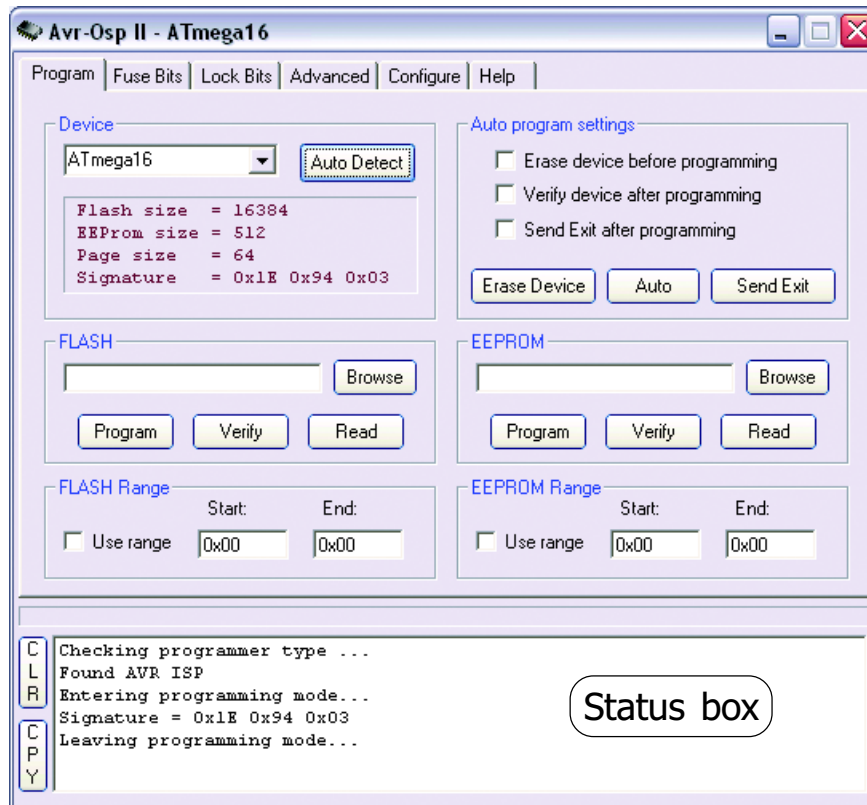 Avr-Osp II - ATmega16
Program Fuse Bits Lock Bits Advanced Configure Help
Device
ATmega16
Auto Detect
Flash size = 16384
EEProm size = 512
Page size = 64
Signature = 0x1E 0x94 0x03
Auto program settings
Erase device before programming
Verify device after programming
Send Exit after programming
Erase Device Auto Send Exit
FLASH
Browse
Program Verify Read
EEPROM
Browse
Program Verify Read
FLASH Range
Start: End:
Use range 0x00 0x00
EEPROM Range
Start: End:
Use range 0x00 0x00
CLR
CPY
Checking programmer type ...
Found AVR ISP
Entering programming mode...
Signature = 0x1E 0x94 0x03
Leaving programming mode...
Status box